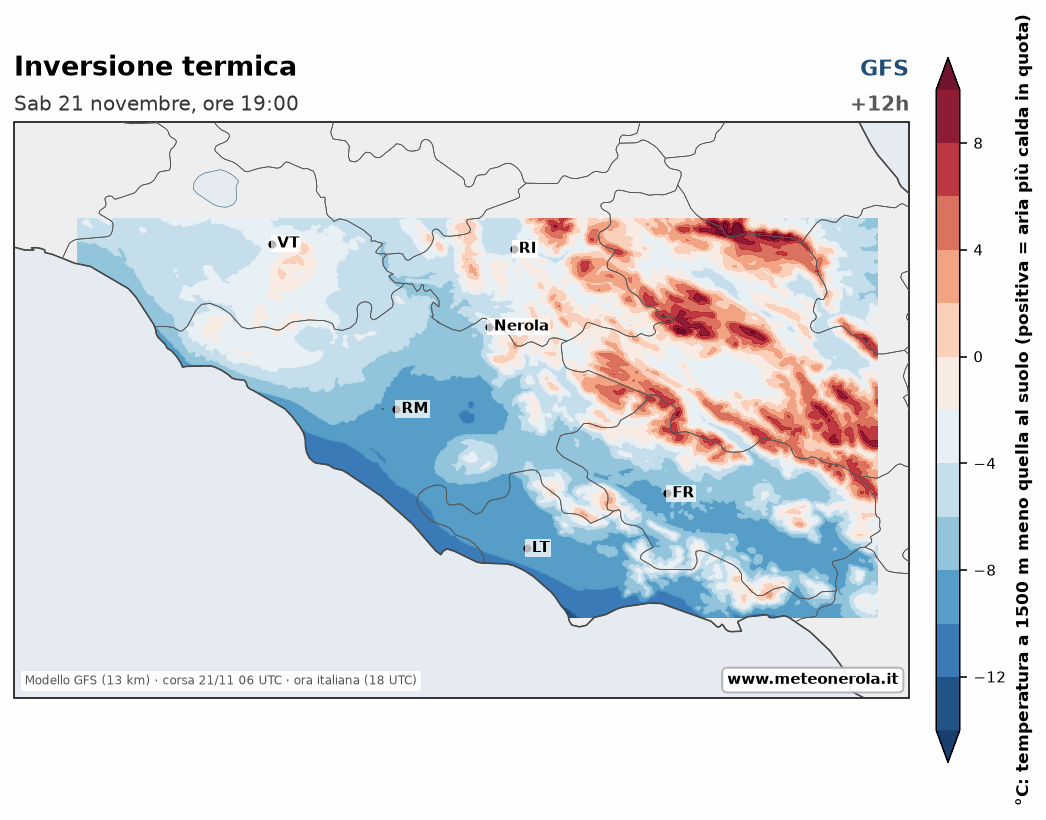 Inversione termica
GFS
Sab 21 novembre, ore 19:00
+12h
VT
RI
Nerola
RM
FR
LT
8
4
0
−4
−8
−12
°C: temperatura a 1500 m meno quella al suolo (positiva = aria più calda in quota)
Modello GFS (13 km) · corsa 21/11 06 UTC · ora italiana (18 UTC)
www.meteonerola.it